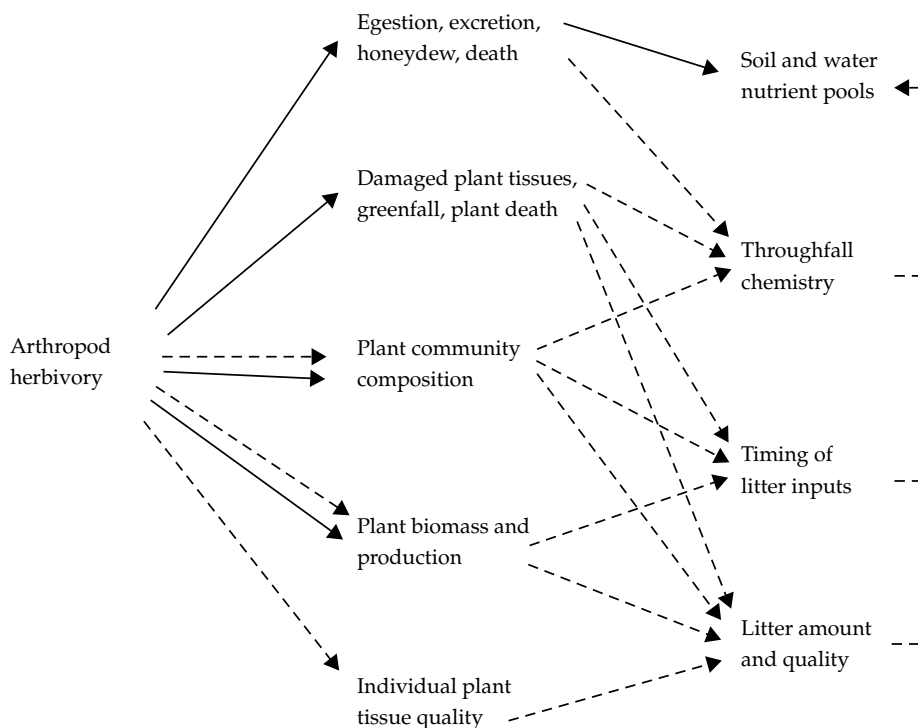 Egestion, excretion,
honeydew, death
Soil and water
nutrient pools
Damaged plant tissues,
greenfall, plant death
Throughfall
chemistry
Arthropod
herbivory
Plant community
composition
Timing of
litter inputs
Plant biomass and
production
Litter amount
and quality
Individual plant
tissue quality